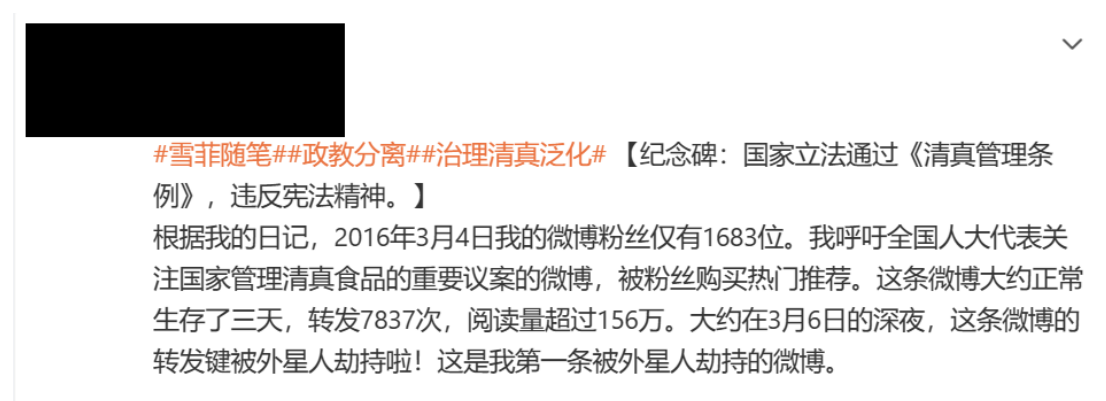 #雪菲随笔##政教分离##治理清真泛化# 【纪念碑：国家立法通过《清真管理条
例》，违反宪法精神。】
根据我的日记，2016年3月4日我的微博粉丝仅有1683位。我呼吁全国人大代表关
注国家管理清真食品的重要议案的微博，被粉丝购买热门推荐。这条微博大约正常
生存了三天，转发7837次，阅读量超过156万。大约在3月6日的深夜，这条微博的
转发键被外星人劫持啦！这是我第一条被外星人劫持的微博。